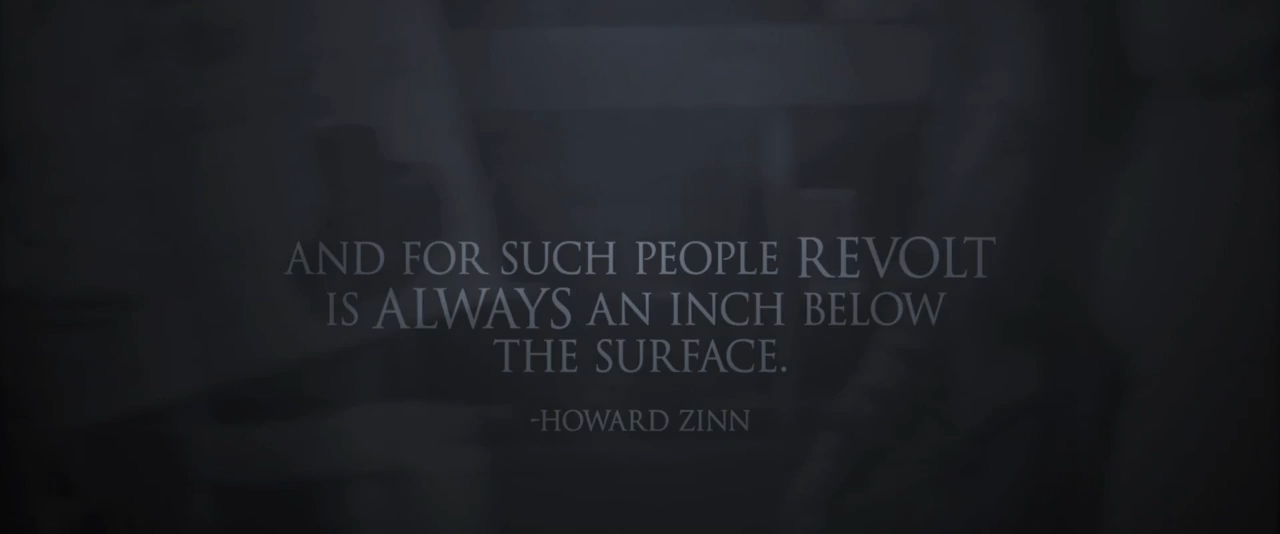 AND FOR SUCH PEOPLE REVOLT
IS ALWAYS AN INCH BELOW
THE SURFACE.
-HOWARD ZINN